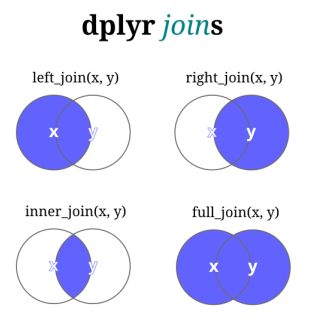 dplyr joins
left_join(x, y) right_join(x, y)
x y x y
inner_join(x, y) full_join(x, y)
x y x y